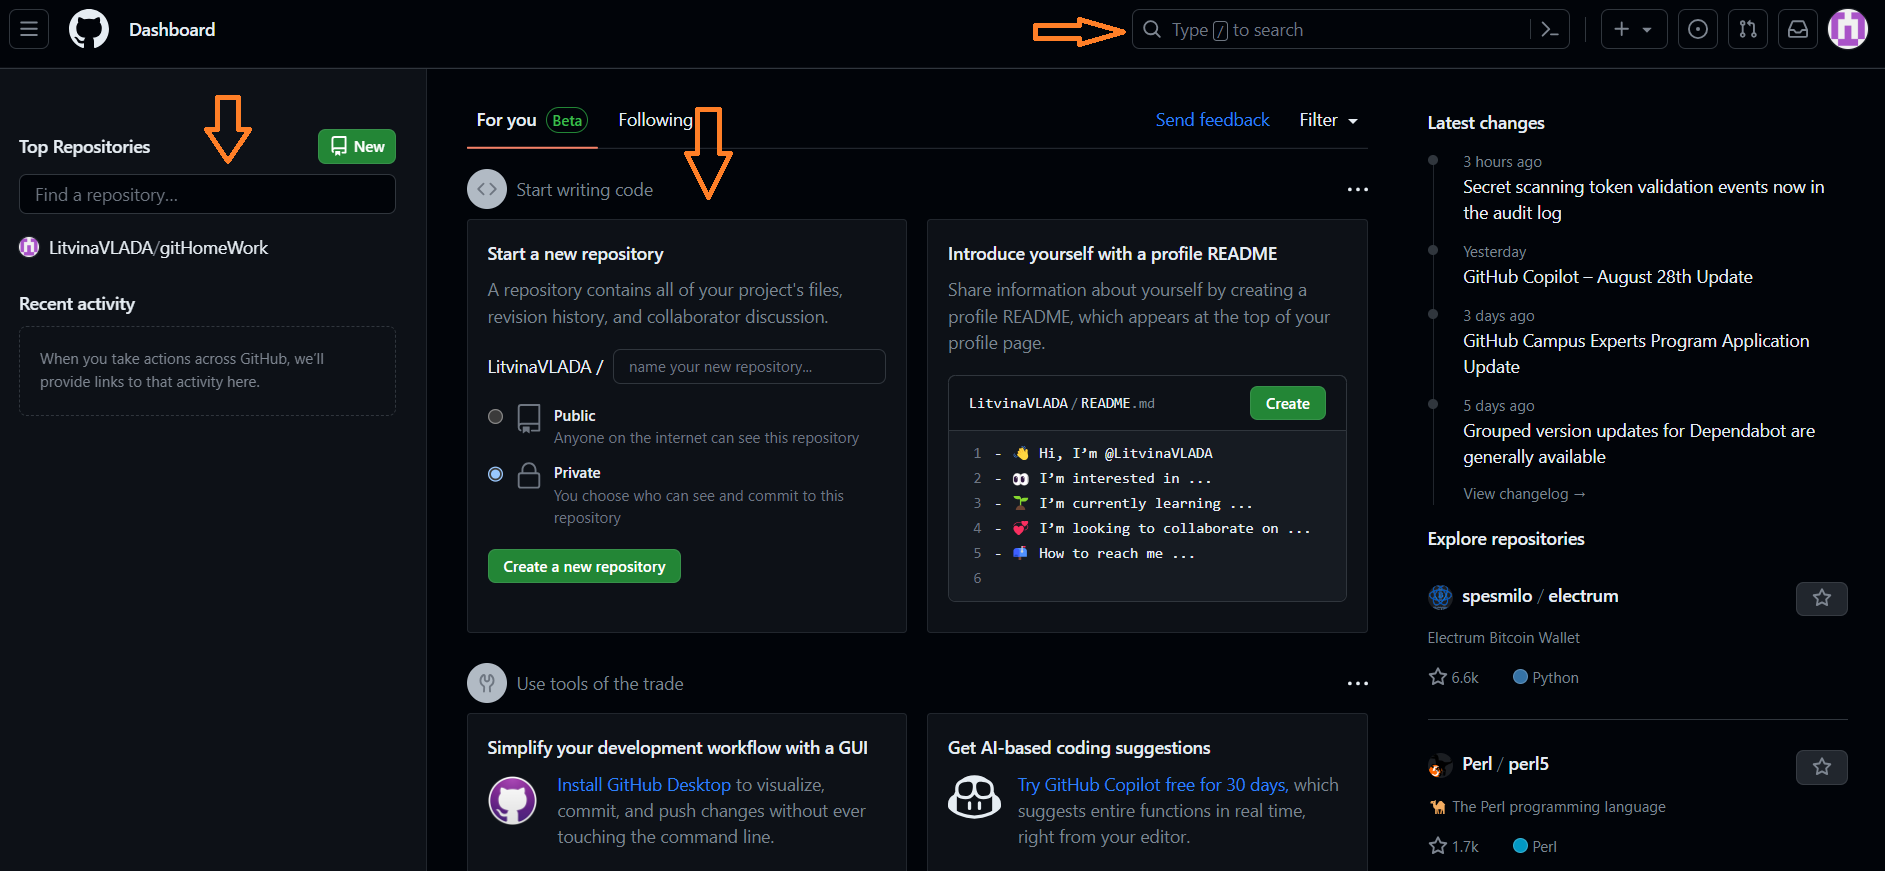 Dashboard
Type / to search
Top Repositories
New
Find a repository...
LitvinaVLADA/gitHomeWork
Recent activity
When you take actions across GitHub, we'll
provide links to that activity here.
For you Beta Following
Send feedback Filter
Start writing code
Start a new repository
A repository contains all of your project's files,
revision history, and collaborator discussion.
LitvinaVLADA / name your new repository...
Public
Anyone on the internet can see this repository
Private
You choose who can see and commit to this
repository
Create a new repository
Introduce yourself with a profile README
Share information about yourself by creating a
profile README, which appears at the top of your
profile page.
LitvinaVLADA / README.md Create
1 - 👋 Hi, I’m @LitvinaVLADA
2 - 👀 I’m interested in ...
3 - 🌱 I’m currently learning ...
4 - 💞️ I’m looking to collaborate on ...
5 - 📫 How to reach me ...
6
Use tools of the trade
Simplify your development workflow with a GUI
Install GitHub Desktop to visualize,
commit, and push changes without ever
touching the command line.
Get AI-based coding suggestions
Try GitHub Copilot free for 30 days, which
suggests entire functions in real time,
right from your editor.
Latest changes
3 hours ago
Secret scanning token validation events now in
the audit log
Yesterday
GitHub Copilot – August 28th Update
3 days ago
GitHub Campus Experts Program Application
Update
5 days ago
Grouped version updates for Dependabot are
generally available
View changelog →
Explore repositories
spesmilo / electrum
Electrum Bitcoin Wallet
6.6k Python
Perl / perl5
🐪 The Perl programming language
1.7k Perl